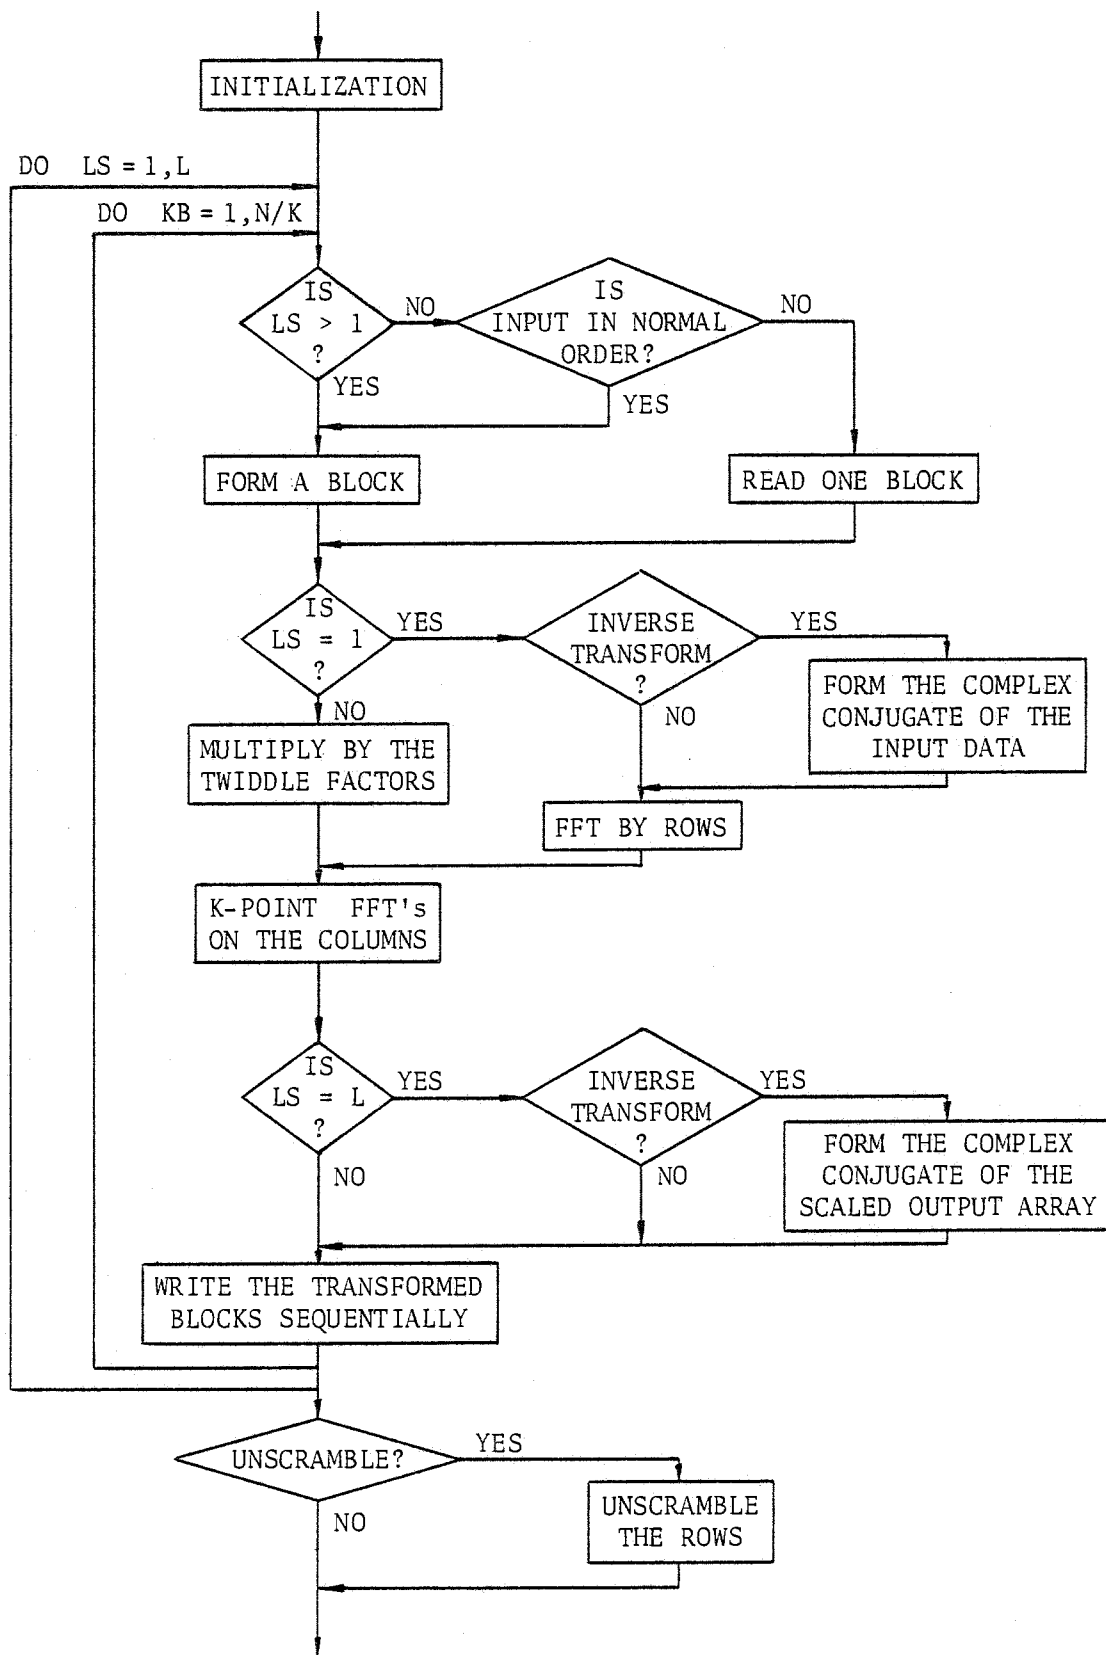 INITIALIZATION
DO LS = 1,L
DO KB = 1,N/K
IS
LS > 1
?
NO
YES
IS
INPUT IN NORMAL
ORDER?
NO
YES
FORM A BLOCK
READ ONE BLOCK
IS
LS = 1
?
YES
NO
INVERSE
TRANSFORM
?
YES
NO
FORM THE COMPLEX
CONJUGATE OF THE
INPUT DATA
MULTIPLY BY THE
TWIDDLE FACTORS
FFT BY ROWS
K-POINT FFT's
ON THE COLUMNS
IS
LS = L
?
YES
NO
INVERSE
TRANSFORM
?
YES
NO
FORM THE COMPLEX
CONJUGATE OF THE
SCALED OUTPUT ARRAY
WRITE THE TRANSFORMED
BLOCKS SEQUENTIALLY
UNSCRAMBLE?
YES
NO
UNSCRAMBLE
THE ROWS